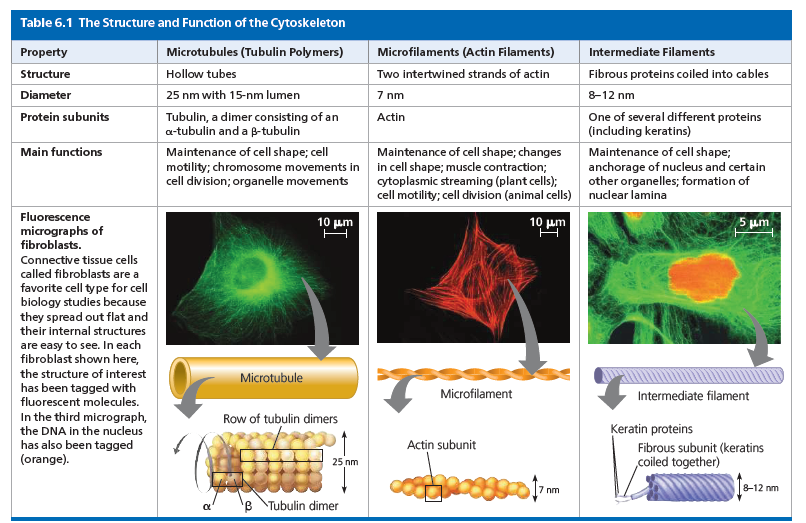 Table 6.1 The Structure and Function of the Cytoskeleton
Property
Microtubules (Tubulin Polymers)
Microfilaments (Actin Filaments)
Intermediate Filaments
Structure
Hollow tubes
Two intertwined strands of actin
Fibrous proteins coiled into cables
Diameter
25 nm with 15-nm lumen
7 nm
8–12 nm
Protein subunits
Tubulin, a dimer consisting of an
α-tubulin and a β-tubulin
Actin
One of several different proteins
(including keratins)
Main functions
Maintenance of cell shape; cell
motility; chromosome movements in
cell division; organelle movements
Maintenance of cell shape; changes
in cell shape; muscle contraction;
cytoplasmic streaming (plant cells);
cell motility; cell division (animal cells)
Maintenance of cell shape;
anchorage of nucleus and certain
other organelles; formation of
nuclear lamina
Fluorescence
micrographs of
fibroblasts.
Connective tissue cells
called fibroblasts are a
favorite cell type for cell
biology studies because
they spread out flat and
their internal structures
are easy to see. In each
fibroblast shown here,
the structure of interest
has been tagged with
fluorescent molecules.
In the third micrograph,
the DNA in the nucleus
has also been tagged
(orange).
10 μm
Microtubule
Row of tubulin dimers
25 nm
α
β
Tubulin dimer
10 μm
Microfilament
Actin subunit
7 nm
5 μm
Intermediate filament
Keratin proteins
Fibrous subunit (keratins
coiled together)
8–12 nm